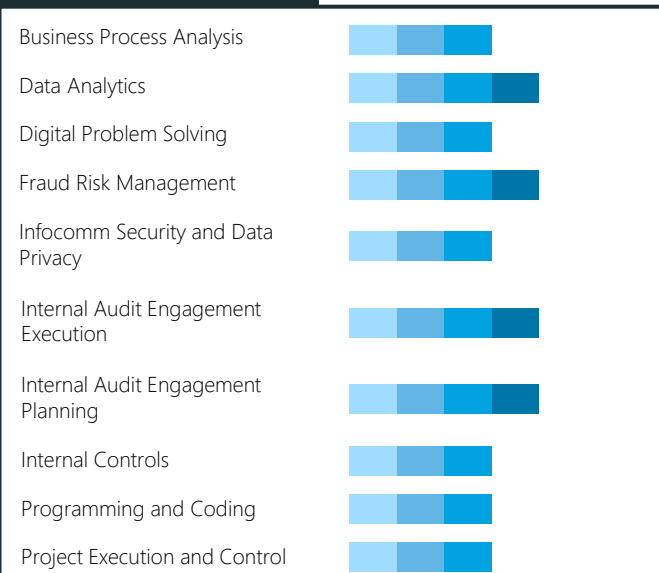 Business Process Analysis
Data Analytics
Digital Problem Solving
Fraud Risk Management
Infocomm Security and Data
Privacy
Internal Audit Engagement
Execution
Internal Audit Engagement
Planning
Internal Controls
Programming and Coding
Project Execution and Control